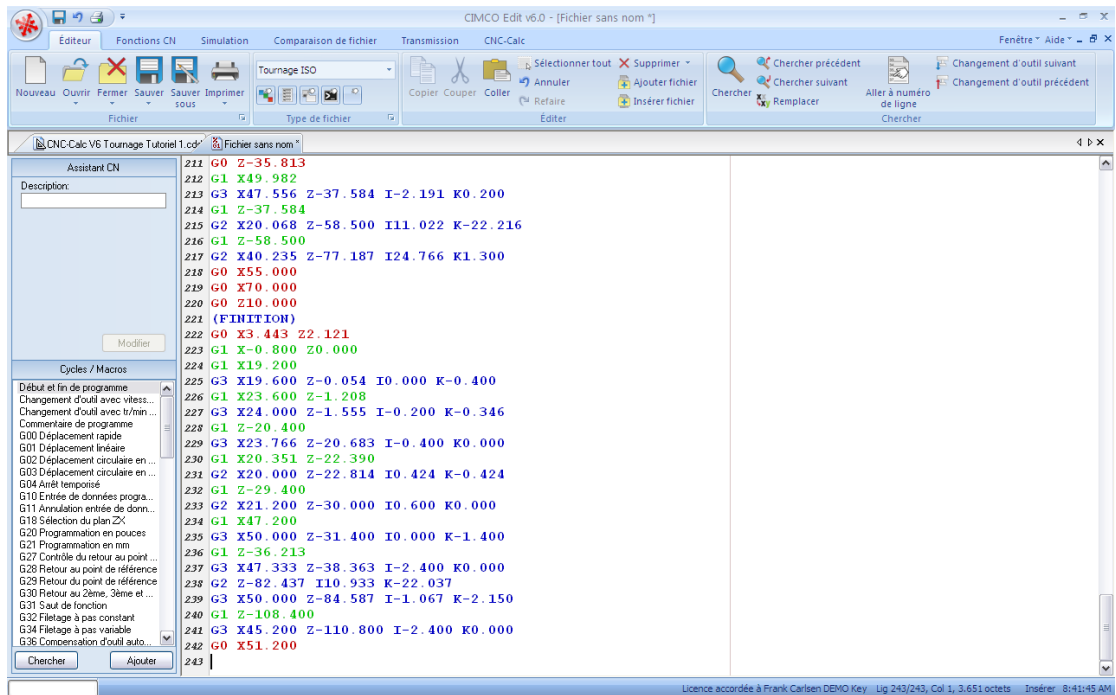 CIMCO Edit v6.0 - [Fichier sans nom *]
Éditeur Fonctions CN Simulation Comparaison de fichier Transmission CNC-Calc Fenêtre Aide
Nouveau Ouvrir Fermer Sauver Sauver sous Imprimer
Fichier
Tournage ISO
Type de fichier
Copier Couper Coller
Sélectionner tout
Annuler
Refaire
Supprimer
Ajouter fichier
Insérer fichier
Éditer
Chercher
Chercher précédent
Chercher suivant
Remplacer
Aller à numéro de ligne
Changement d'outil suivant
Changement d'outil précédent
Chercher
CNC-Calc V6 Tournage Tutoriel 1.cdc Fichier sans nom *
Assistant CN
Description:
Modifier
Cycles / Macros
Début et fin de programme
Changement d'outil avec vitess...
Changement d'outil avec tr/min ...
Commentaire de programme
G00 Déplacement rapide
G01 Déplacement linéaire
G02 Déplacement circulaire en ...
G03 Déplacement circulaire en ...
G04 Arrêt temporisé
G10 Entrée de données progra...
G11 Annulation entrée de donn...
G18 Sélection du plan ZX
G20 Programmation en pouces
G21 Programmation en mm
G27 Contrôle du retour au point ...
G28 Retour au point de référence
G29 Retour du point de référence
G30 Retour au 2ème, 3ème et ...
G31 Saut de fonction
G32 Filetage à pas constant
G34 Filetage à pas variable
G36 Compensation d'outil auto...
Chercher Ajouter
211 G0 Z-35.813
212 G1 X49.982
213 G3 X47.556 Z-37.584 I-2.191 K0.200
214 G1 Z-37.584
215 G2 X20.068 Z-58.500 I11.022 K-22.216
216 G1 Z-58.500
217 G2 X40.235 Z-77.187 I24.766 K1.300
218 G0 X55.000
219 G0 X70.000
220 G0 Z10.000
221 (FINITION)
222 G0 X3.443 Z2.121
223 G1 X-0.800 Z0.000
224 G1 X19.200
225 G3 X19.600 Z-0.054 I0.000 K-0.400
226 G1 X23.600 Z-1.208
227 G3 X24.000 Z-1.555 I-0.200 K-0.346
228 G1 Z-20.400
229 G3 X23.766 Z-20.683 I-0.400 K0.000
230 G1 X20.351 Z-22.390
231 G2 X20.000 Z-22.814 I0.424 K-0.424
232 G1 Z-29.400
233 G2 X21.200 Z-30.000 I0.600 K0.000
234 G1 X47.200
235 G3 X50.000 Z-31.400 I0.000 K-1.400
236 G1 Z-36.213
237 G3 X47.333 Z-38.363 I-2.400 K0.000
238 G2 Z-82.437 I10.933 K-22.037
239 G3 X50.000 Z-84.587 I-1.067 K-2.150
240 G1 Z-108.400
241 G3 X45.200 Z-110.800 I-2.400 K0.000
242 G0 X51.200
243
Licence accordée à Frank Carlsen DEMO Key Lig 243/243, Col 1, 3.651 octets Insérer 8:41:45 AM